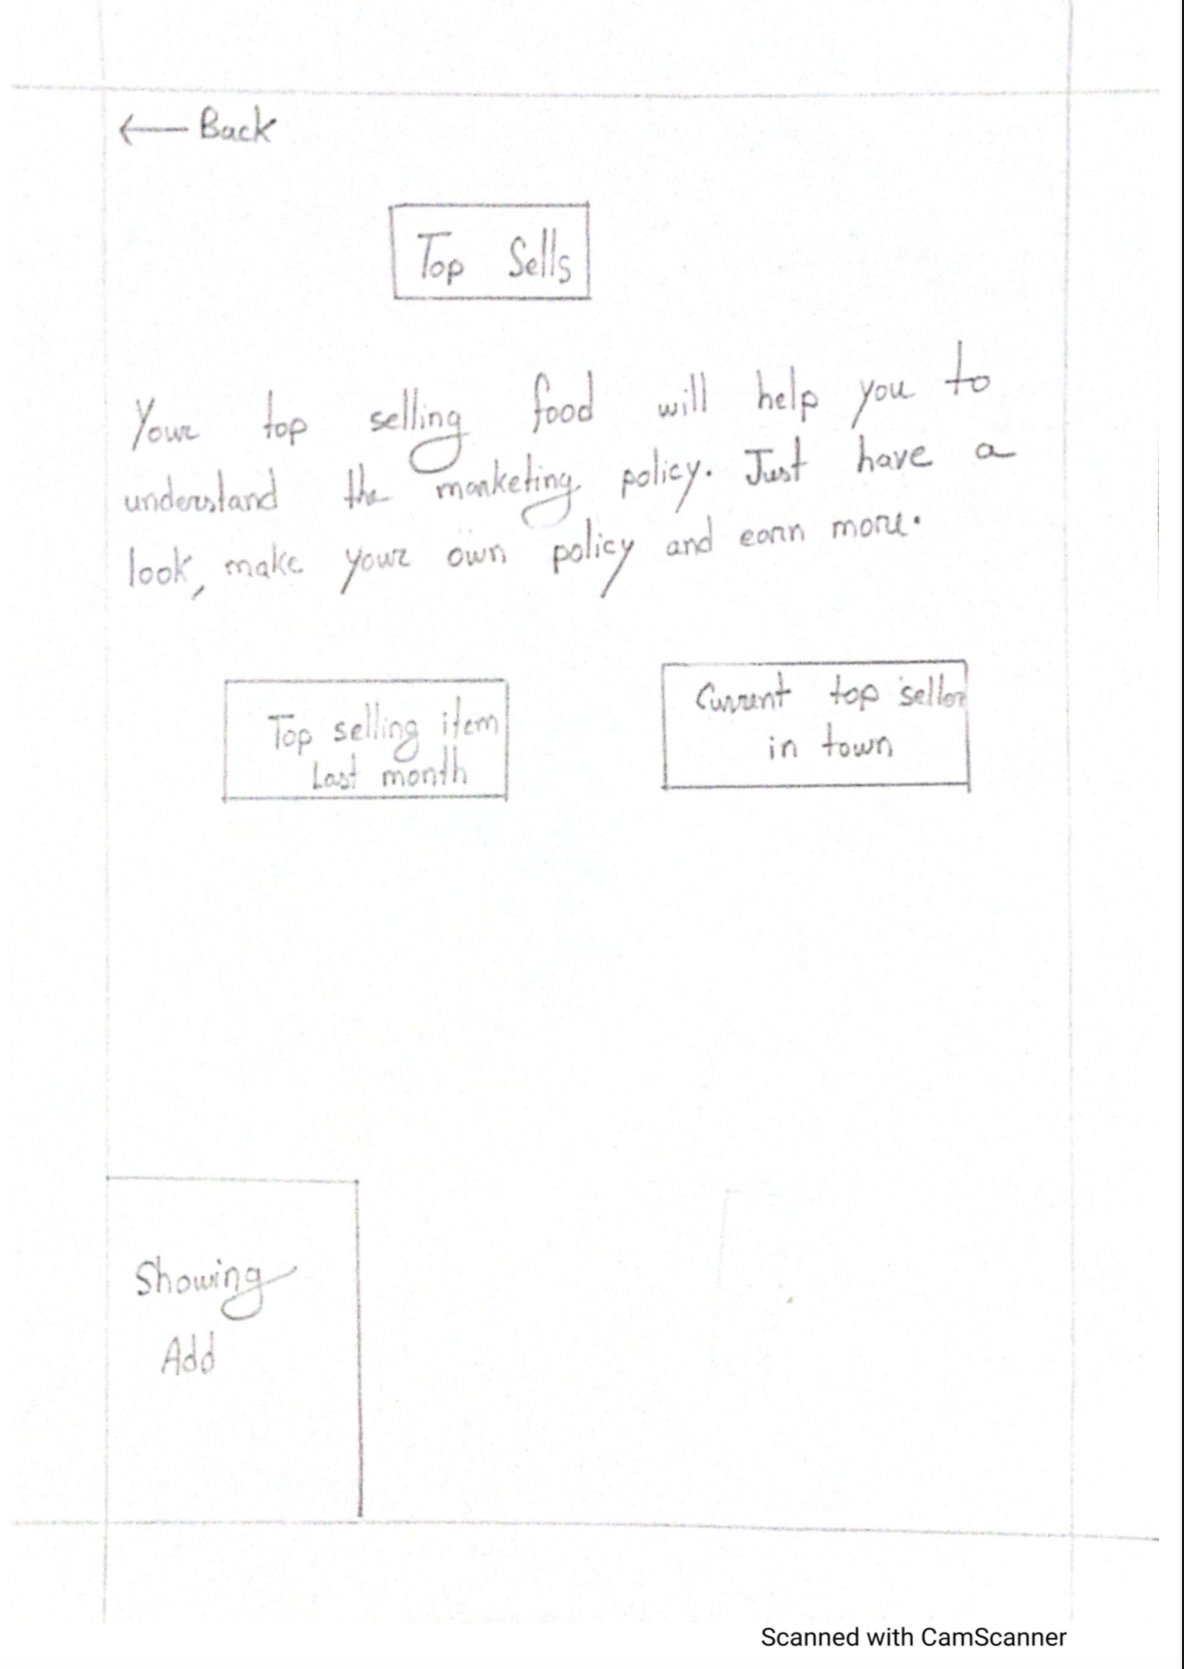 ← Back
Top Sells
Your top selling food will help you to
understand the marketing policy. Just have a
look, make your own policy and earn more.
Top selling item
Last month
Current top seller
in town
Showing
Add
Scanned with CamScanner